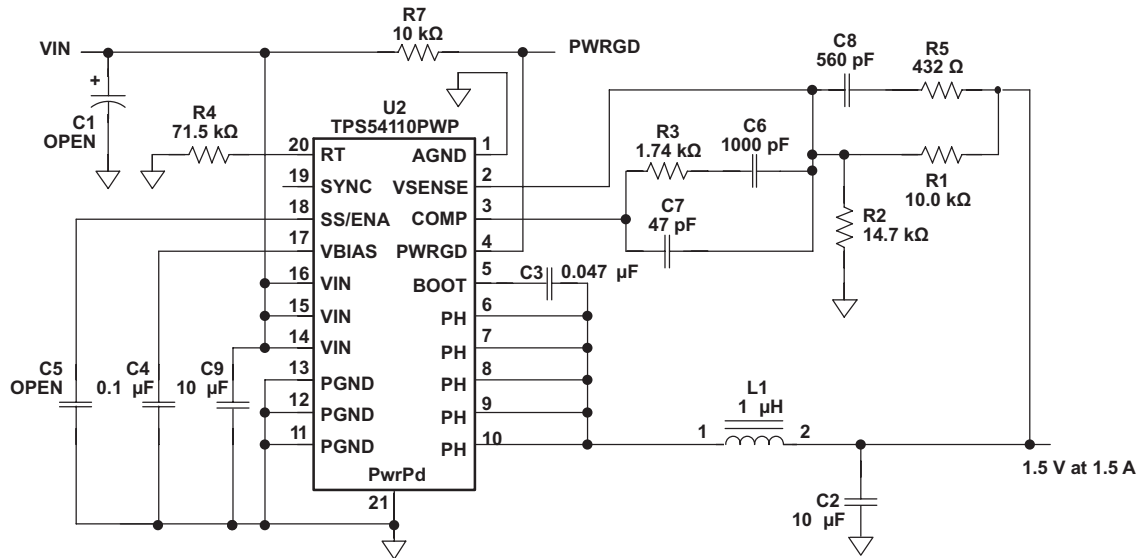 VIN
R7
10 kΩ
PWRGD
+
C1
OPEN
R4
71.5 kΩ
U2
TPS54110PWP
20
RT
19
SYNC
18
SS/ENA
17
VBIAS
16
VIN
15
VIN
14
VIN
13
PGND
12
PGND
11
PGND
PwrPd
21
1
AGND
2
VSENSE
3
COMP
4
PWRGD
5
BOOT
6
PH
7
PH
8
PH
9
PH
10
PH
C5
OPEN
C4
0.1 µF
C9
10 µF
C3 0.047 µF
R3
1.74 kΩ
C6
1000 pF
C7
47 pF
C8
560 pF
R5
432 Ω
R1
10.0 kΩ
R2
14.7 kΩ
L1
1 µH
1
2
C2
10 µF
1.5 V at 1.5 A